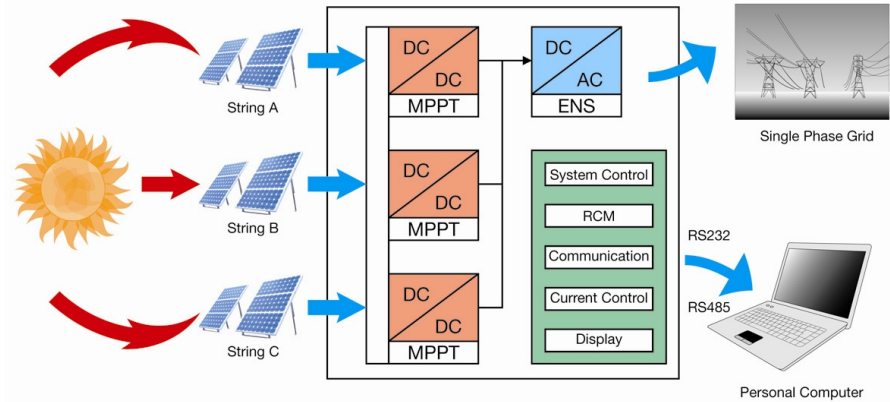 String A
String B
String C
DC
DC
MPPT
DC
DC
MPPT
DC
DC
MPPT
DC
AC
ENS
System Control
RCM
Communication
Current Control
Display
Single Phase Grid
RS232
RS485
Personal Computer